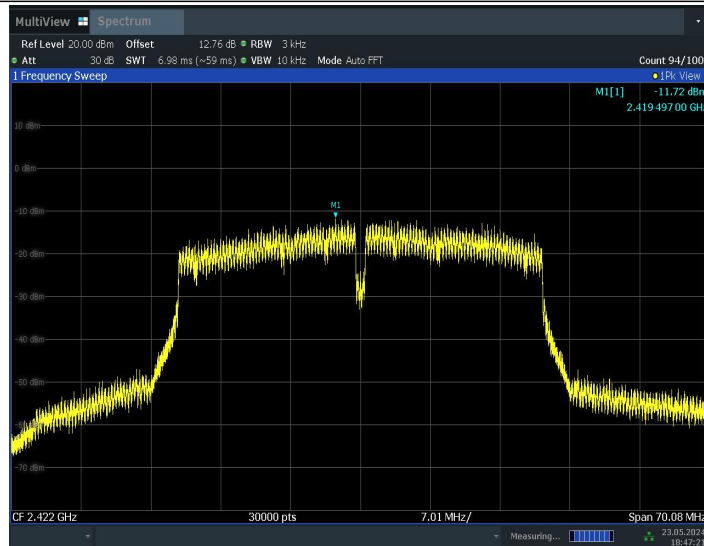 MultiView Spectrum
Ref Level 20.00 dBm Offset 12.76 dB RBW 3 kHz
Att 30 dB SWT 6.98 ms (~59 ms) VBW 10 kHz Mode Auto FFT Count 94/100
1 Frequency Sweep 1Pk View
M1[1] -11.72 dBm
2.419 497 00 GHz
10 dBm
0 dBm
M1
-10 dBm
-20 dBm
-30 dBm
-40 dBm
-50 dBm
-70 dBm
CF 2.422 GHz 30000 pts 7.01 MHz/ Span 70.08 MHz
Measuring... 23.05.2024
18:47:21